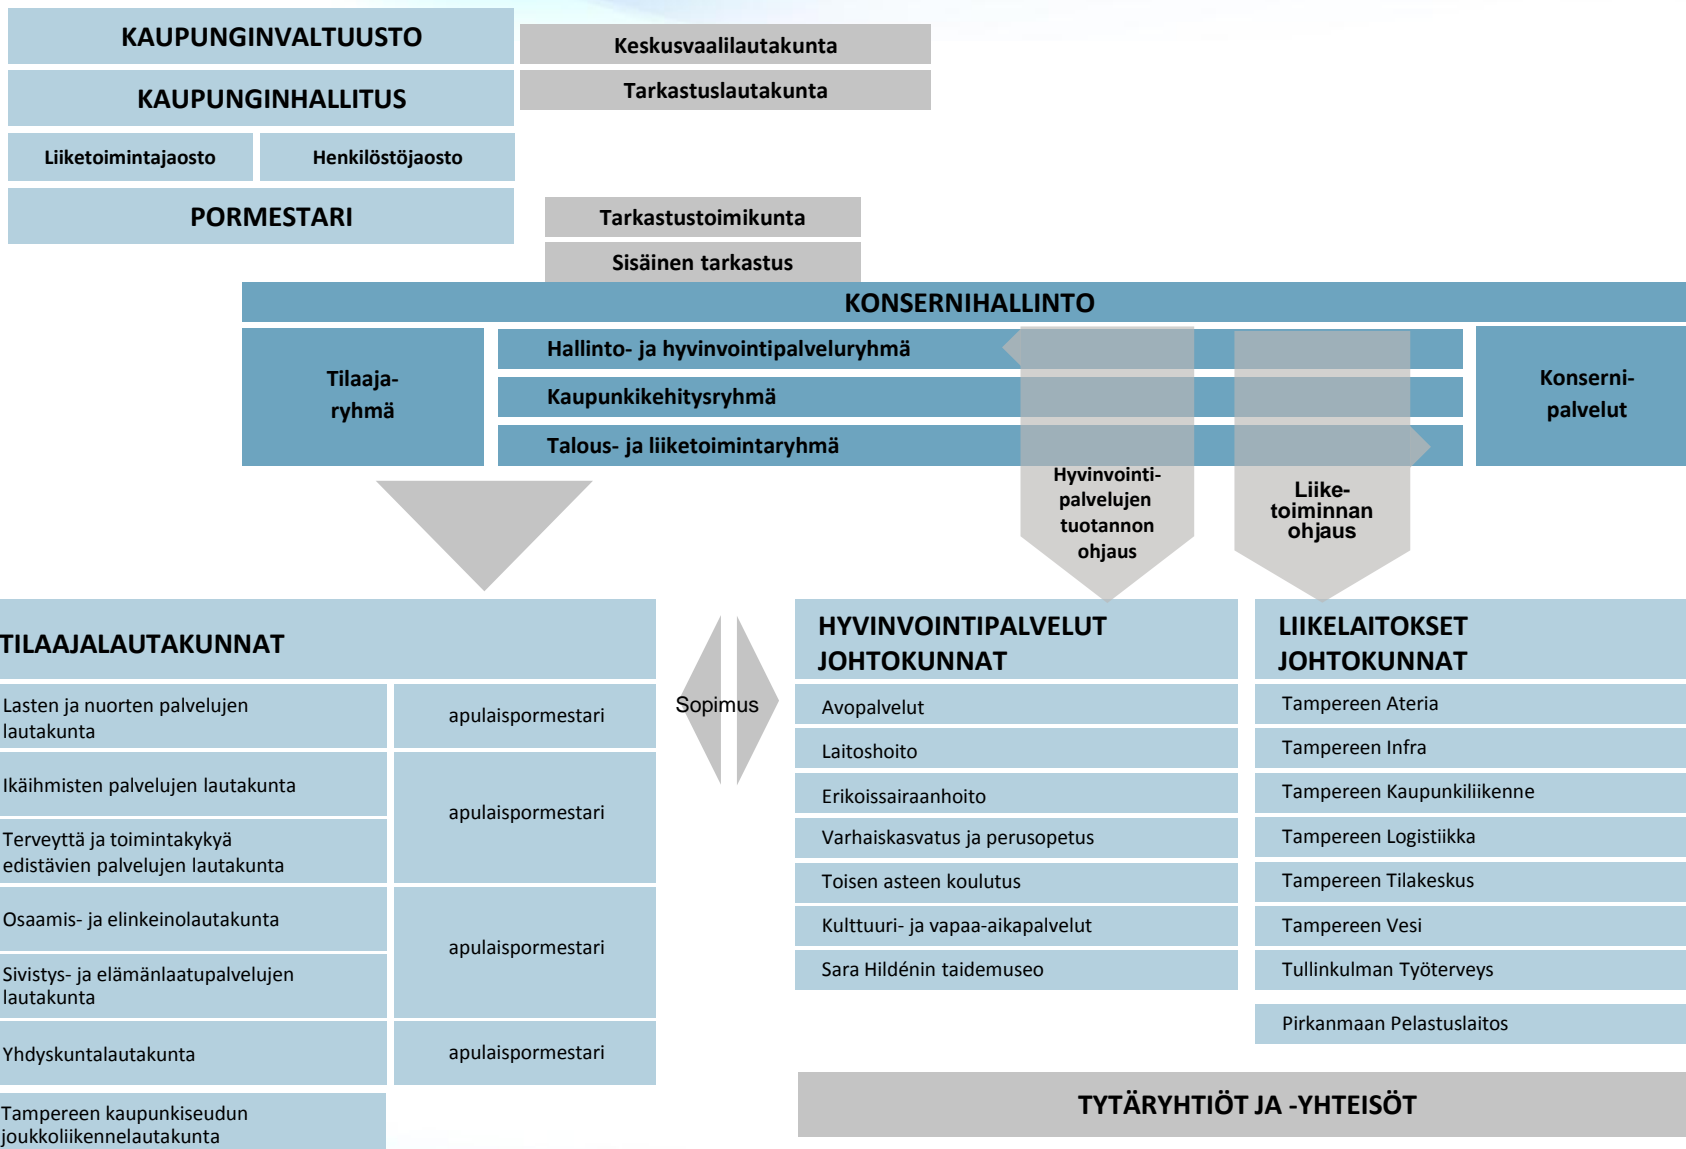 KAUPUNGINVALTUUSTO
Keskusvaalilautakunta
KAUPUNGINHALLITUS
Tarkastuslautakunta
Liiketoimintajaosto
Henkilöstöjaosto
PORMESTARI
Tarkastustoimikunta
Sisäinen tarkastus
KONSERNIHALLINTO
Tilaaja-
ryhmä
Hallinto- ja hyvinvointipalveluryhmä
Kaupunkikehitysryhmä
Talous- ja liiketoimintaryhmä
Konserni-
palvelut
Hyvinvointi-
palvelujen
tuotannon
ohjaus
Liike-
toiminnan
ohjaus
TILAAJALAUTAKUNNAT
Lasten ja nuorten palvelujen
lautakunta
apulaispormestari
Ikäihmisten palvelujen lautakunta
Terveyttä ja toimintakykyä
edistävien palvelujen lautakunta
apulaispormestari
Osaamis- ja elinkeinolautakunta
Sivistys- ja elämänlaatupalvelujen
lautakunta
apulaispormestari
Yhdyskuntalautakunta
apulaispormestari
Tampereen kaupunkiseudun
joukkoliikennelautakunta
Sopimus
HYVINVOINTIPALVELUT
JOHTOKUNNAT
Avopalvelut
Laitoshoito
Erikoissairaanhoito
Varhaiskasvatus ja perusopetus
Toisen asteen koulutus
Kulttuuri- ja vapaa-aikapalvelut
Sara Hildénin taidemuseo
LIIKELAITOKSET
JOHTOKUNNAT
Tampereen Ateria
Tampereen Infra
Tampereen Kaupunkiliikenne
Tampereen Logistiikka
Tampereen Tilakeskus
Tampereen Vesi
Tullinkulman Työterveys
Pirkanmaan Pelastuslaitos
TYTÄRYHTIÖT JA -YHTEISÖT